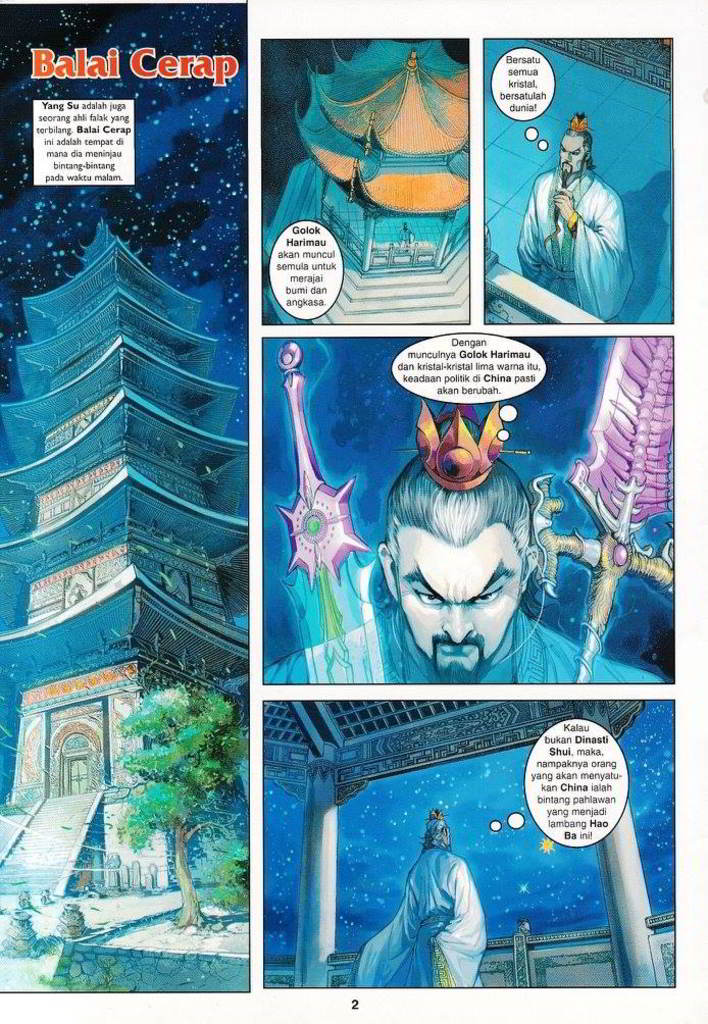 Balai Cerap
Yang Su adalah juga
seorang ahli falak yang
terbilang. Balai Cerap
ini adalah tempat di
mana dia meninjau
bintang-bintang
pada waktu malam.
Golok
Harimau
akan muncul
semula untuk
merajai
bumi dan
angkasa.
Bersatu
semua
kristal,
bersatulah
dunia!
Dengan
munculnya Golok Harimau
dan kristal-kristal lima warna itu,
keadaan politik di China pasti
akan berubah.
Kalau
bukan Dinasti
Shui, maka,
nampaknya orang
yang akan menyatu-
kan China ialah
bintang pahlawan
yang menjadi
lambang Hao
Ba ini!
2